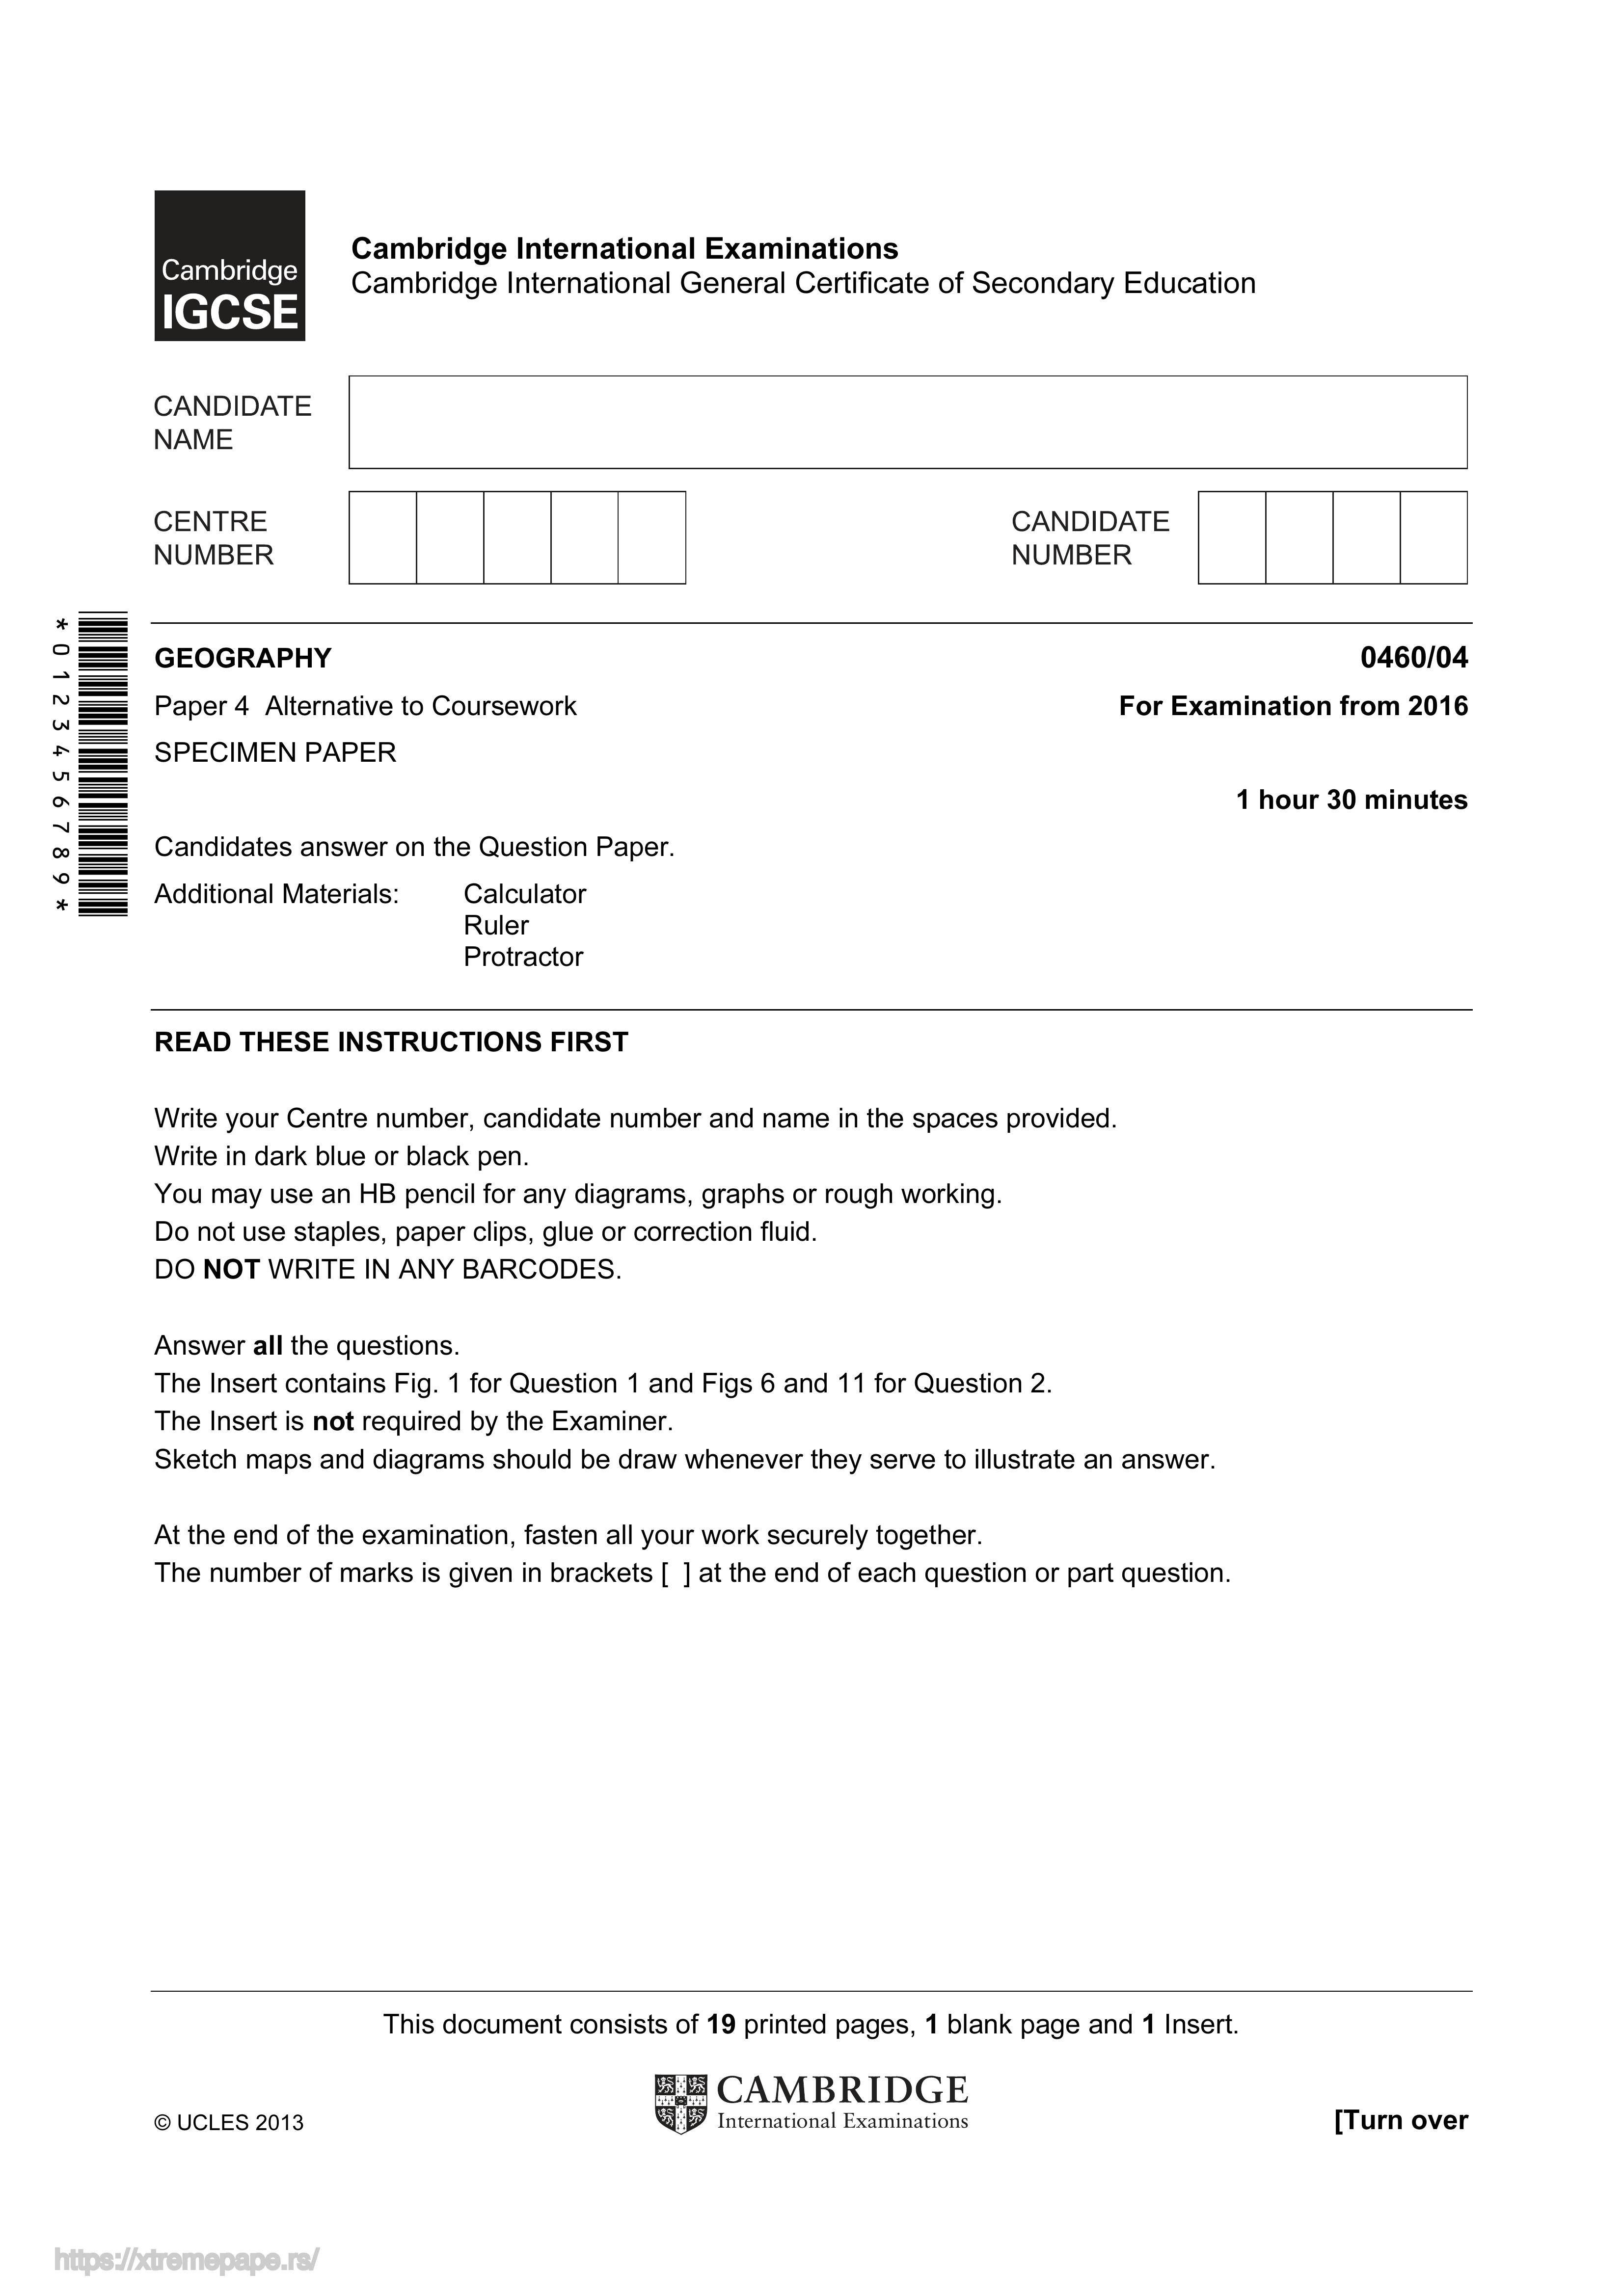 Cambridge
IGCSE
Cambridge International Examinations
Cambridge International General Certificate of Secondary Education
CANDIDATE
NAME
CENTRE
NUMBER
CANDIDATE
NUMBER
*0123456789*
GEOGRAPHY 0460/04
Paper 4 Alternative to Coursework For Examination from 2016
SPECIMEN PAPER
1 hour 30 minutes
Candidates answer on the Question Paper.
Additional Materials: Calculator
Ruler
Protractor
READ THESE INSTRUCTIONS FIRST
Write your Centre number, candidate number and name in the spaces provided.
Write in dark blue or black pen.
You may use an HB pencil for any diagrams, graphs or rough working.
Do not use staples, paper clips, glue or correction fluid.
DO NOT WRITE IN ANY BARCODES.
Answer all the questions.
The Insert contains Fig. 1 for Question 1 and Figs 6 and 11 for Question 2.
The Insert is not required by the Examiner.
Sketch maps and diagrams should be draw whenever they serve to illustrate an answer.
At the end of the examination, fasten all your work securely together.
The number of marks is given in brackets [ ] at the end of each question or part question.
This document consists of 19 printed pages, 1 blank page and 1 Insert.
CAMBRIDGE
International Examinations
© UCLES 2013 [Turn over
https://xtremepape.rs/